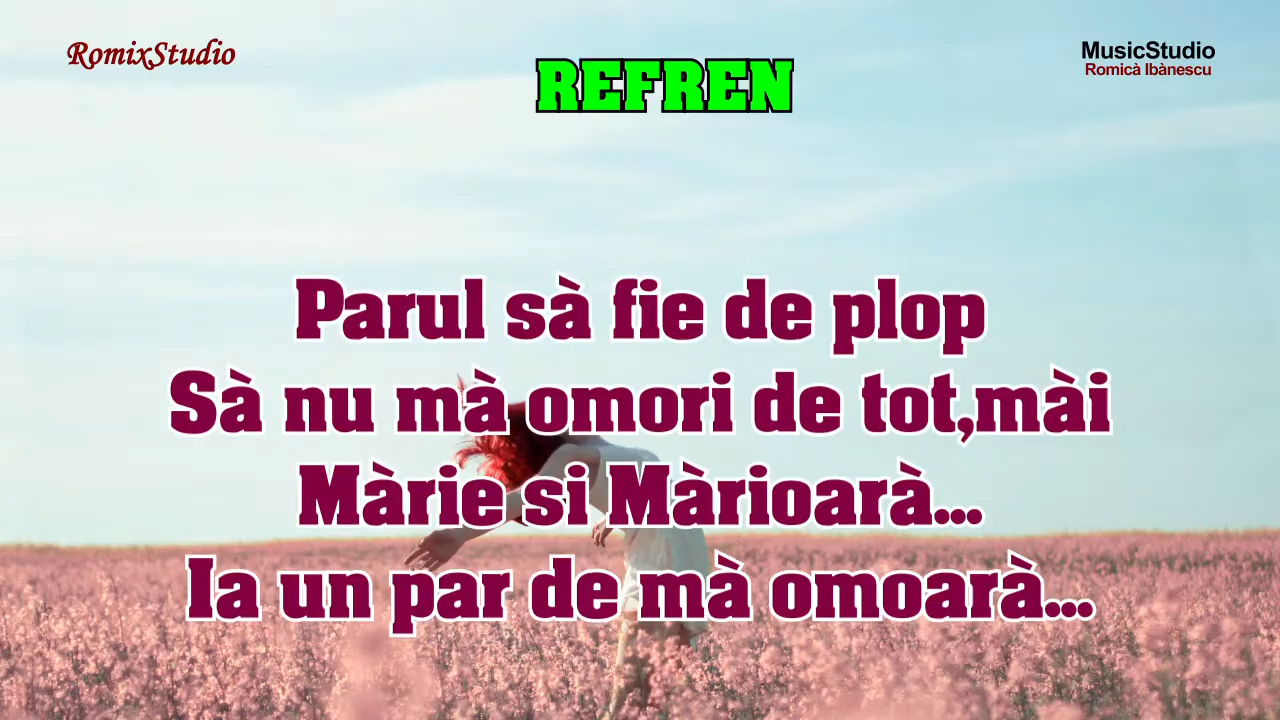 RomixStudio
MusicStudio
Romicà Ibànescu
REFREN
Parul sà fie de plop
Sà nu mà omori de tot,mài
Màrie si Màrioarà...
Ia un par de mà omoarà...